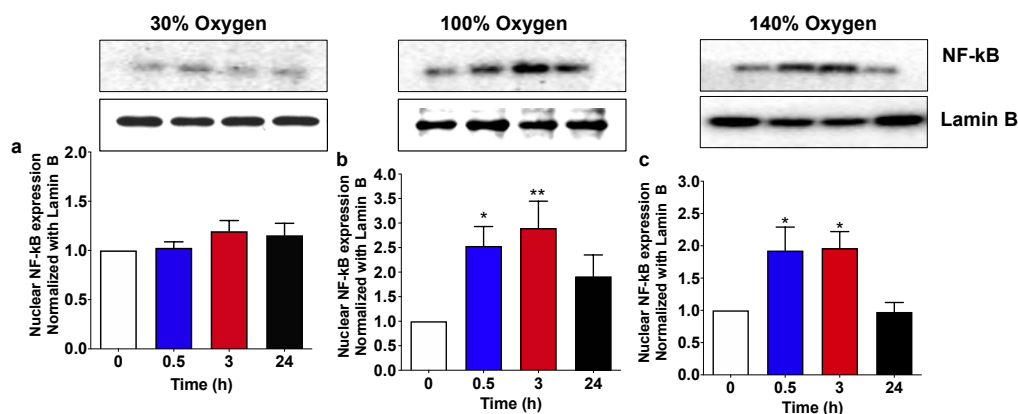 30% Oxygen
100% Oxygen
140% Oxygen
NF-kB
Lamin B
a
Nuclear NF-kB expression
Normalized with Lamin B
2.0
1.5
1.0
0.5
0.0
0 0.5 3 24
Time (h)
b
Nuclear NF-kB expression
Normalized with Lamin B
4.0
3.5
3.0
2.5
2.0
1.5
1.0
0.5
0.0
*
**
0 0.5 3 24
Time (h)
c
Nuclear NF-kB expression
Normalized with Lamin B
3.0
2.5
2.0
1.5
1.0
0.5
0.0
*
*
0 0.5 3 24
Time (h)